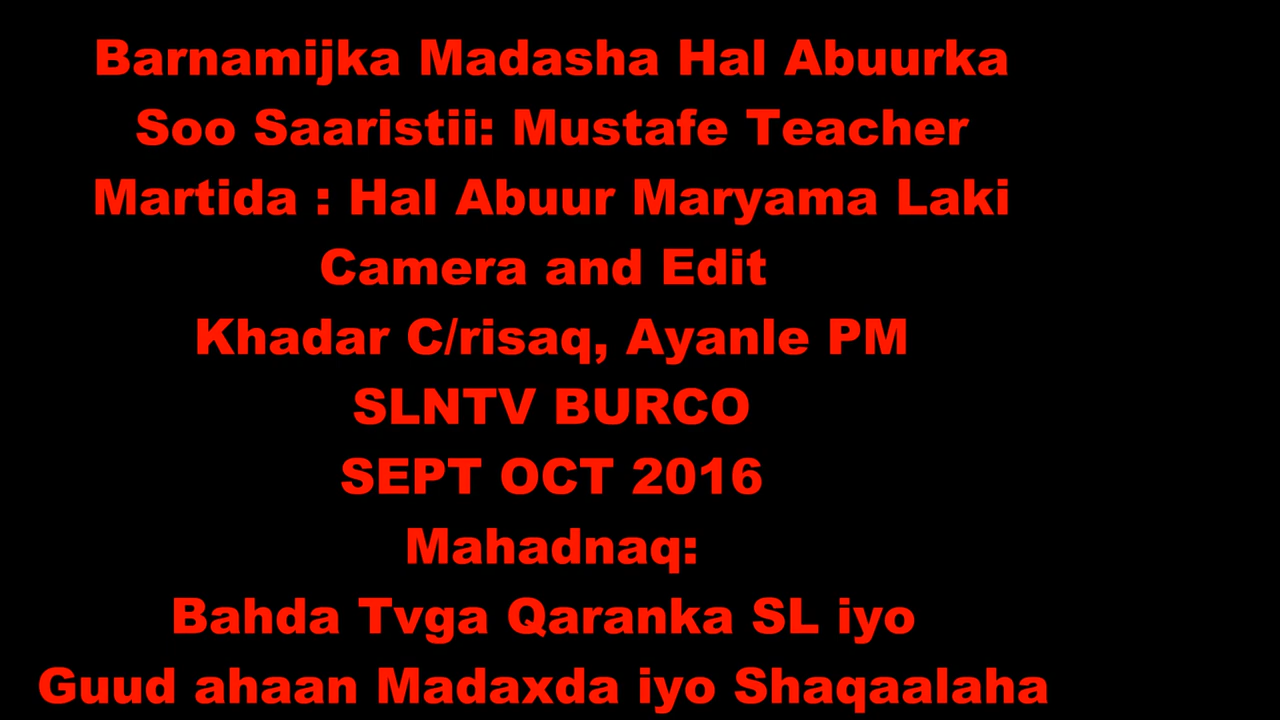 Barnamijka Madasha Hal Abuurka
Soo Saaristii: Mustafe Teacher
Martida : Hal Abuur Maryama Laki
Camera and Edit
Khadar C/risaq, Ayanle PM
SLNTV BURCO
SEPT OCT 2016
Mahadnaq:
Bahda Tvga Qaranka SL iyo
Guud ahaan Madaxda iyo Shaqaalaha